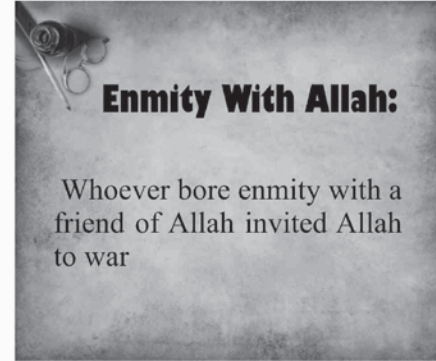 Enmity With Allah:
Whoever bore enmity with a
friend of Allah invited Allah
to war